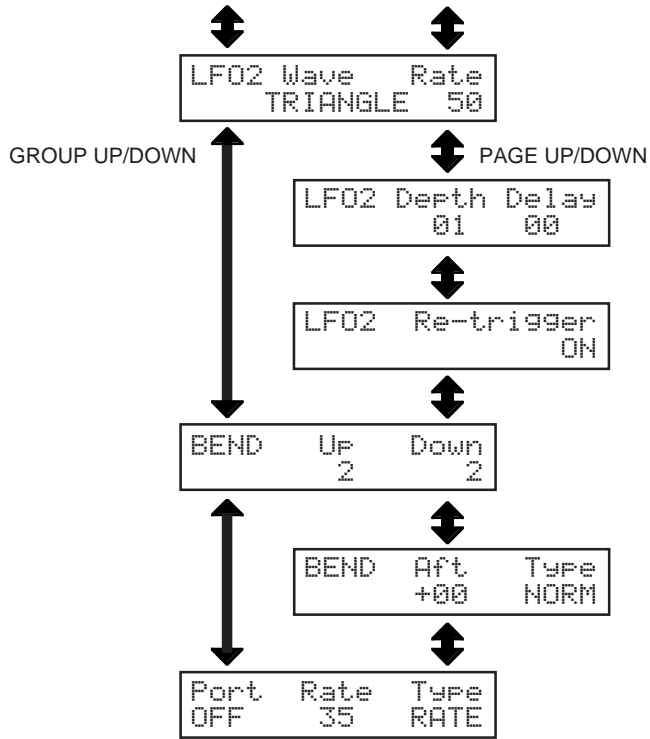 LFO2 Wave Rate
TRIANGLE 50
GROUP UP/DOWN
PAGE UP/DOWN
LFO2 Depth Delay
01 00
LFO2 Re-trigger
ON
BEND Up Down
2 2
BEND Aft Type
+00 NORM
Port Rate Type
OFF 35 RATE